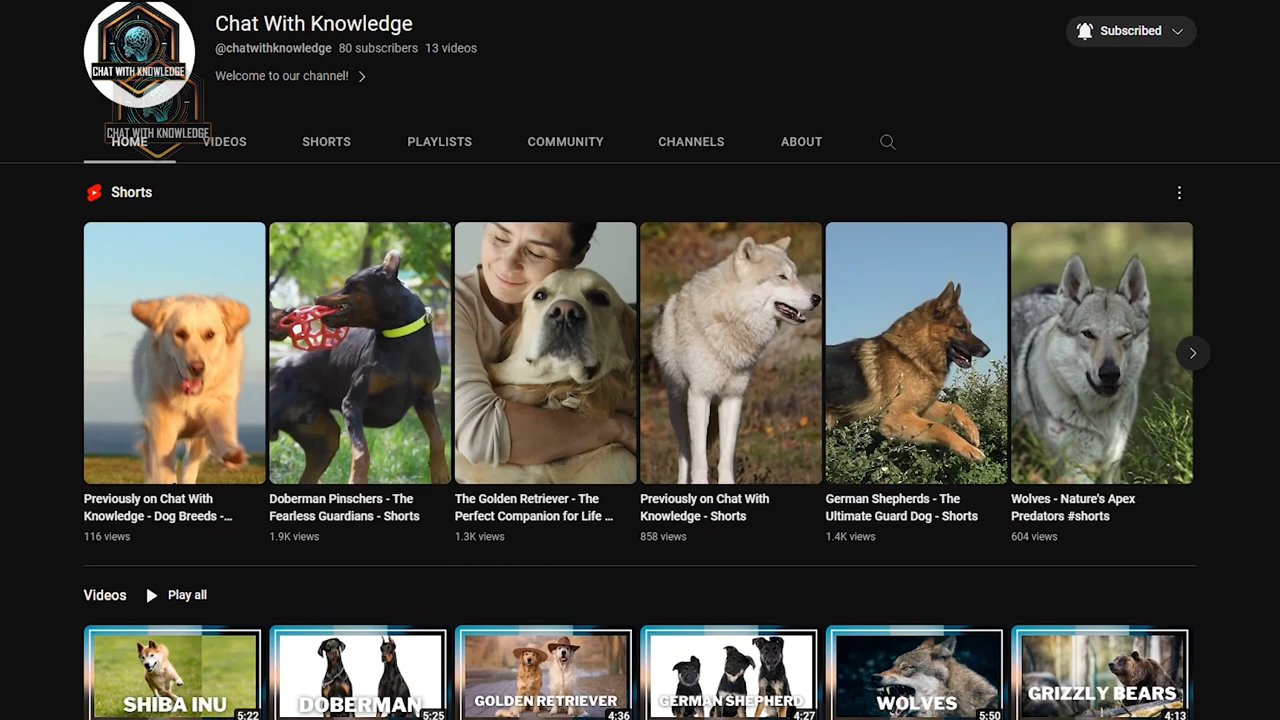 Chat With Knowledge
@chatwithknowledge 80 subscribers 13 videos
Welcome to our channel!
Subscribed
CHAT WITH KNOWLEDGE
CHAT WITH KNOWLEDGE
HOME VIDEOS SHORTS PLAYLISTS COMMUNITY CHANNELS ABOUT
Shorts
Previously on Chat With
Knowledge - Dog Breeds -...
116 views
Doberman Pinschers - The
Fearless Guardians - Shorts
1.9K views
The Golden Retriever - The
Perfect Companion for Life ...
1.3K views
Previously on Chat With
Knowledge - Shorts
858 views
German Shepherds - The
Ultimate Guard Dog - Shorts
1.4K views
Wolves - Nature's Apex
Predators #shorts
604 views
Videos Play all
SHIBA INU
5:22
DOBERMAN
5:25
GOLDEN RETRIEVER
4:36
GERMAN SHEPHERD
4:27
WOLVES
5:50
GRIZZLY BEARS
4:13